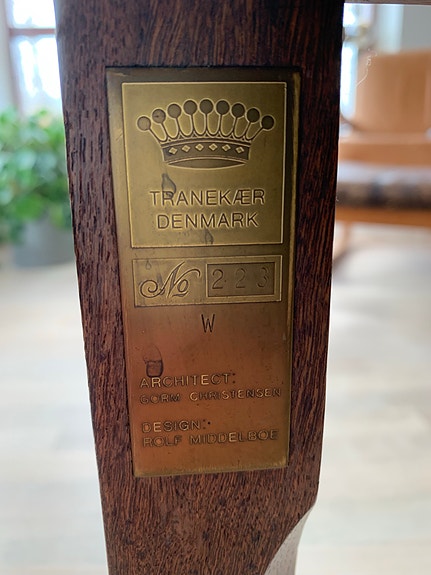 TRANEKÆR
DENMARK
No 223
W
ARCHITECT:
GORM CHRISTENSEN
DESIGN:
ROLF MIDDELBOE